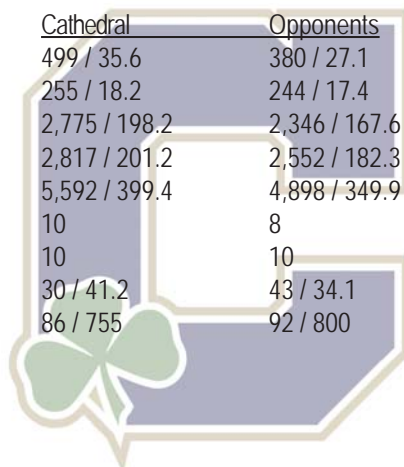 Cathedral Opponents
499 / 35.6 380 / 27.1
255 / 18.2 244 / 17.4
2,775 / 198.2 2,346 / 167.6
2,817 / 201.2 2,552 / 182.3
5,592 / 399.4 4,898 / 349.9
10 8
10 10
30 / 41.2 43 / 34.1
86 / 755 92 / 800